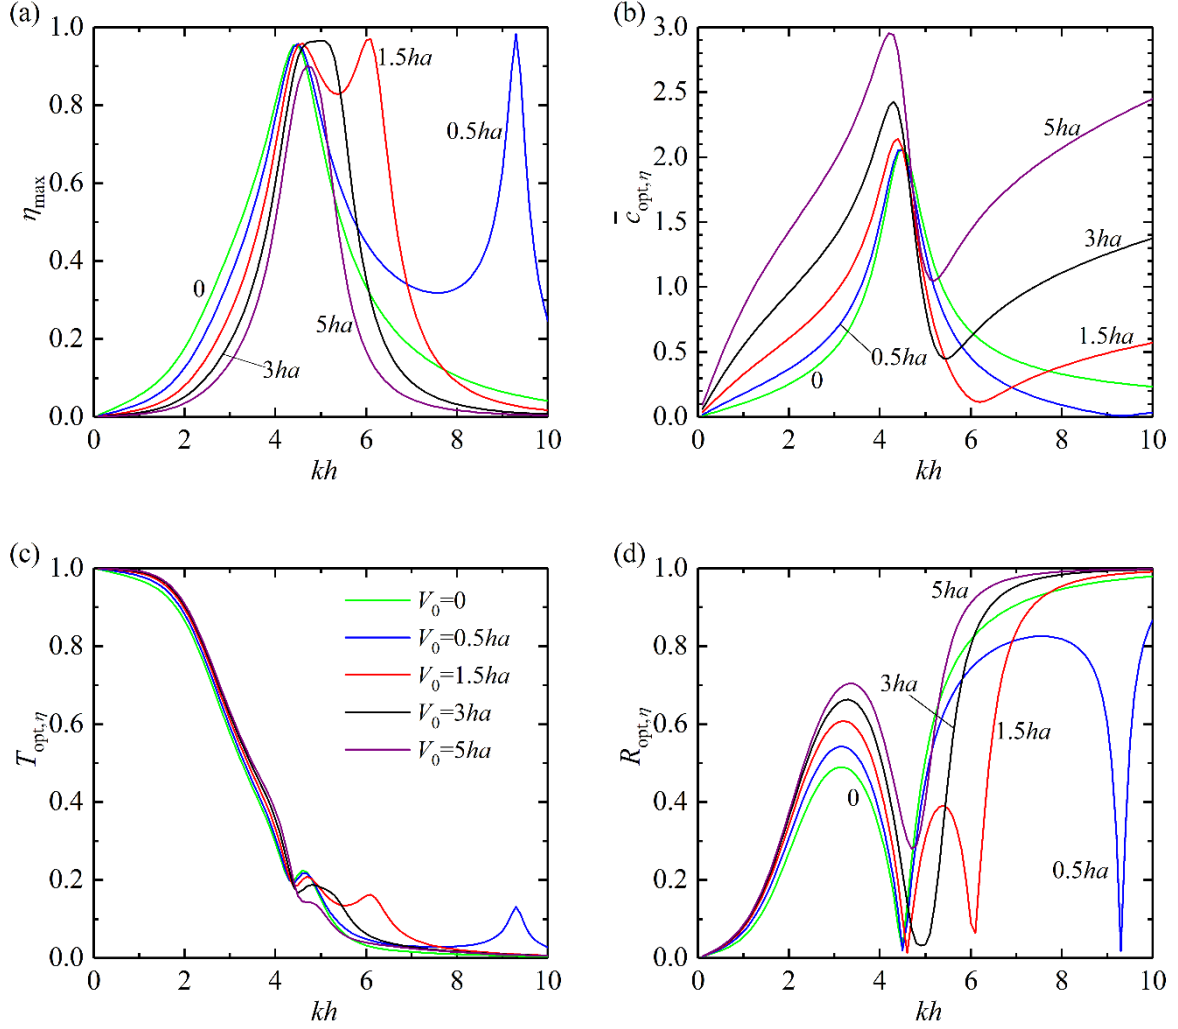 (a)
1.0
0.8
0.6
0.4
0.2
0.0
η_max
0
2
4
6
8
10
kh
0
3ha
5ha
1.5ha
0.5ha
(b)
3.0
2.5
2.0
1.5
1.0
0.5
0.0
c̄_opt,η
0
2
4
6
8
10
kh
5ha
3ha
1.5ha
0.5ha
0
(c)
1.0
0.8
0.6
0.4
0.2
0.0
T_opt,η
0
2
4
6
8
10
kh
V_0=0
V_0=0.5ha
V_0=1.5ha
V_0=3ha
V_0=5ha
(d)
1.0
0.8
0.6
0.4
0.2
0.0
R_opt,η
0
2
4
6
8
10
kh
5ha
3ha
1.5ha
0
0.5ha